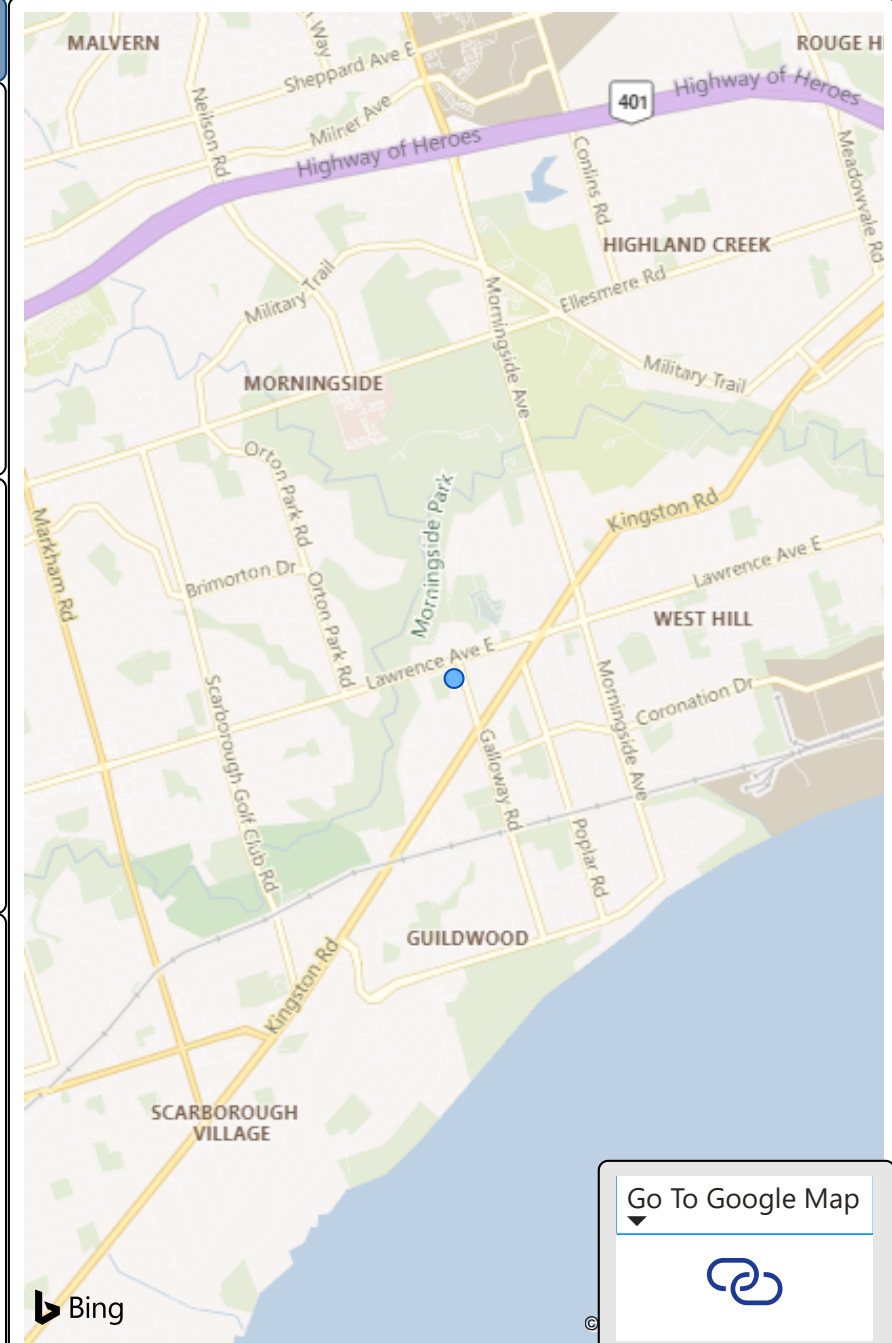 MALVERN
n Way
Sheppard Ave E
ROUGE HI
Neilson Rd
Milner Ave
Highway of Heroes
401
Highway of Heroes
Conlins Rd
Meadowvale Rd
HIGHLAND CREEK
Ellesmere Rd
Military Trail
Morningside Ave
Military Trail
MORNINGSIDE
Orton Park Rd
Morningside Park
Kingston Rd
Markham Rd
Brimorton Dr
Orton Park Rd
Lawrence Ave E
WEST HILL
Lawrence Ave E
Scarborough Golf Club Rd
Morningside Ave
Coronation Dr
Galloway Rd
Poplar Rd
GUILDWOOD
Kingston Rd
SCARBOROUGH
VILLAGE
Go To Google Map
Bing
©